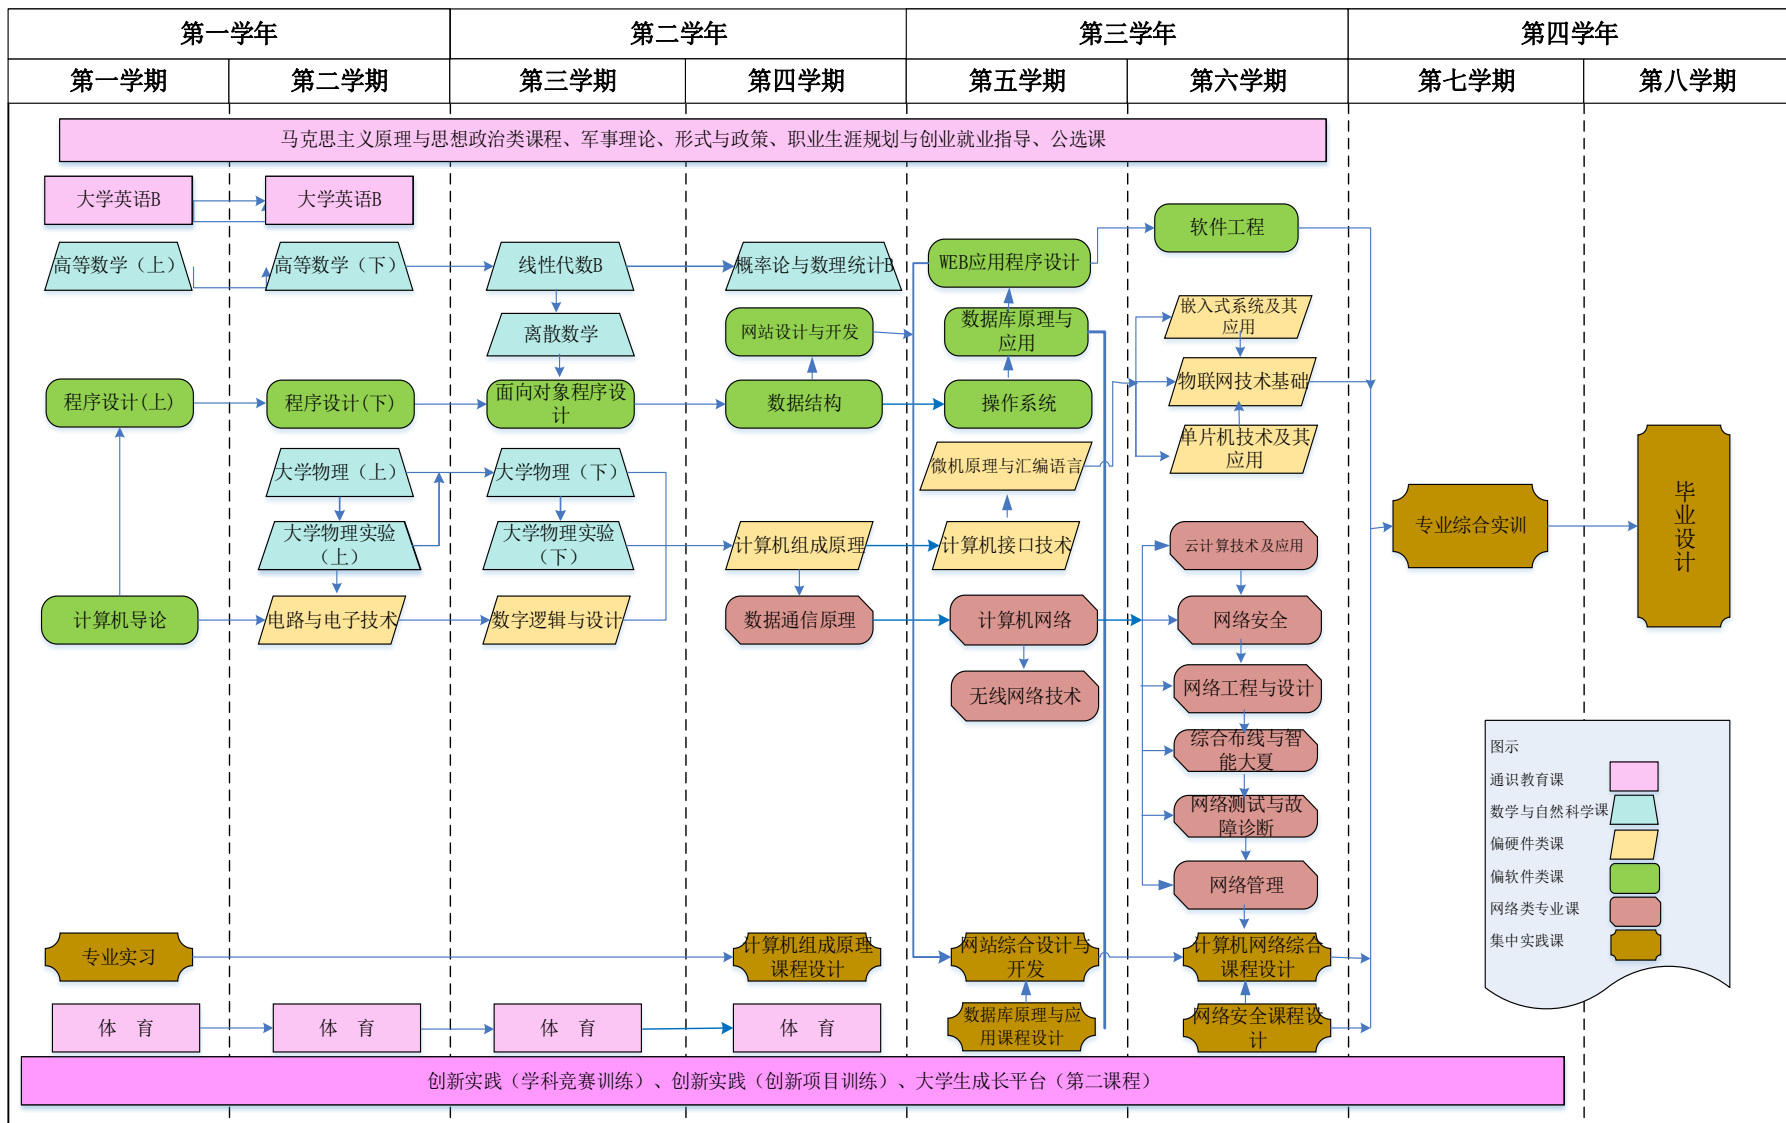 第一学年
第二学年
第三学年
第四学年
第一学期
第二学期
第三学期
第四学期
第五学期
第六学期
第七学期
第八学期
马克思主义原理与思想政治类课程、军事理论、形式与政策、职业生涯规划与创业就业指导、公选课
大学英语B
大学英语B
软件工程
高等数学（上）
高等数学（下）
线性代数B
概率论与数理统计B
WEB应用程序设计
离散数学
网站设计与开发
数据库原理与
应用
嵌入式系统及其
应用
物联网技术基础
程序设计(上)
程序设计(下)
面向对象程序设
计
数据结构
操作系统
单片机技术及其
应用
大学物理（上）
大学物理（下）
微机原理与汇编语言
专业综合实训
毕
业
设
计
大学物理实验
（上）
大学物理实验
（下）
计算机组成原理
计算机接口技术
云计算技术及应用
计算机导论
电路与电子技术
数字逻辑与设计
数据通信原理
计算机网络
网络安全
无线网络技术
网络工程与设计
综合布线与智
能大夏
网络测试与故
障诊断
网络管理
专业实习
计算机组成原理
课程设计
网站综合设计与
开发
计算机网络综合
课程设计
体　育
体　育
体　育
体　育
数据库原理与应
用课程设计
网络安全课程设
计
创新实践（学科竞赛训练）、创新实践（创新项目训练）、大学生成长平台（第二课程）
图示
通识教育课
数学与自然科学课
偏硬件类课
偏软件类课
网络类专业课
集中实践课